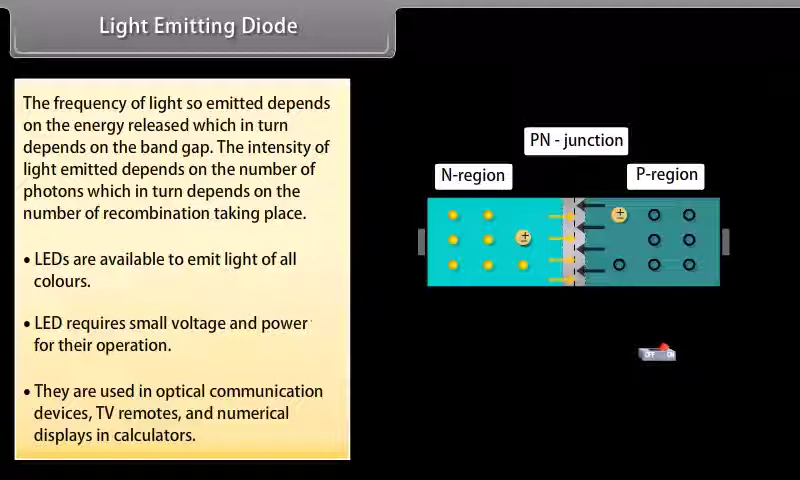 Light Emitting Diode
The frequency of light so emitted depends
on the energy released which in turn
depends on the band gap. The intensity of
light emitted depends on the number of
photons which in turn depends on the
number of recombination taking place.
• LEDs are available to emit light of all
colours.
• LED requires small voltage and power
for their operation.
• They are used in optical communication
devices, TV remotes, and numerical
displays in calculators.
PN - junction
N-region
P-region
±
±
OFF ON